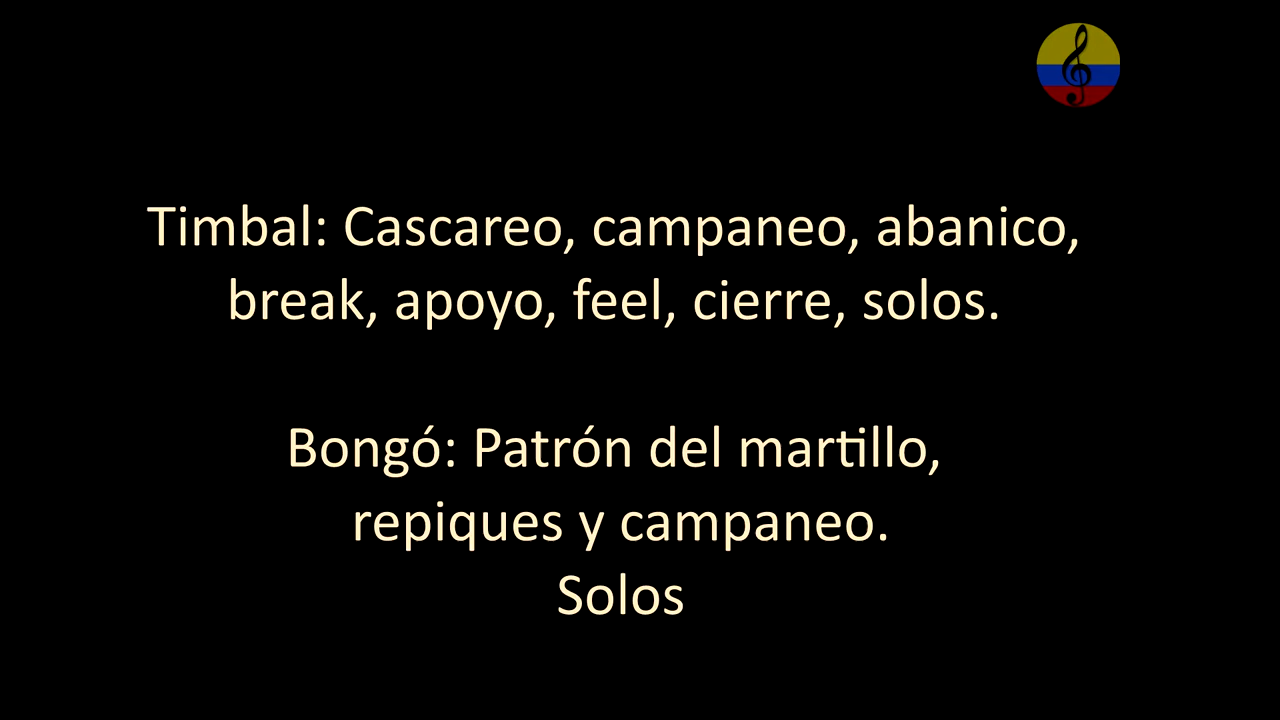 Timbal: Cascareo, campaneo, abanico,
break, apoyo, feel, cierre, solos.
Bongó: Patrón del martillo,
repiques y campaneo.
Solos